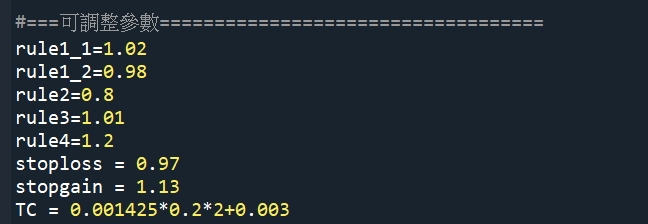 #===可調整參數===================================
rule1_1=1.02
rule1_2=0.98
rule2=0.8
rule3=1.01
rule4=1.2
stoploss = 0.97
stopgain = 1.13
TC = 0.001425*0.2*2+0.003